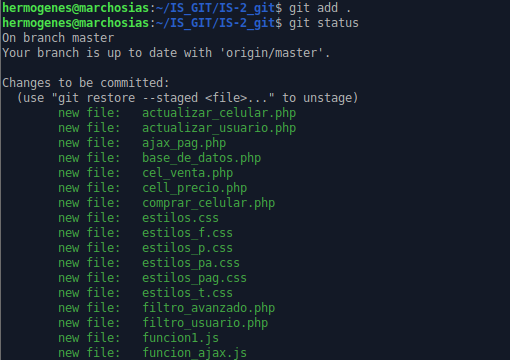 hermogenes@marchosias:~/IS_GIT/IS-2_git$ git add .
hermogenes@marchosias:~/IS_GIT/IS-2_git$ git status
On branch master
Your branch is up to date with 'origin/master'.

Changes to be committed:
  (use "git restore --staged <file>..." to unstage)
        new file:   actualizar_celular.php
        new file:   actualizar_usuario.php
        new file:   ajax_pag.php
        new file:   base_de_datos.php
        new file:   cel_venta.php
        new file:   cell_precio.php
        new file:   comprar_celular.php
        new file:   estilos.css
        new file:   estilos_f.css
        new file:   estilos_p.css
        new file:   estilos_pa.css
        new file:   estilos_pag.css
        new file:   estilos_t.css
        new file:   filtro_avanzado.php
        new file:   filtro_usuario.php
        new file:   funcion1.js
        new file:   funcion_ajax.js